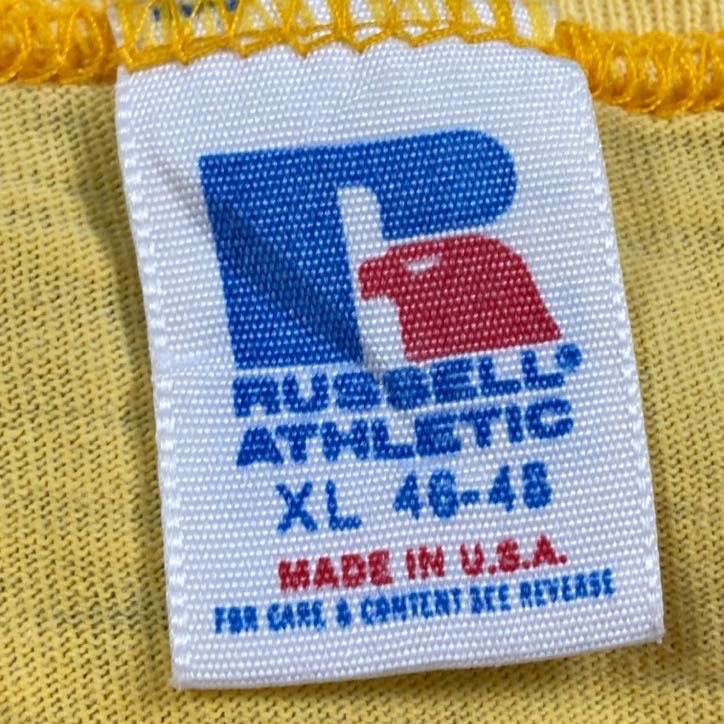 RUSSELL®
ATHLETIC
XL 46-48
MADE IN U.S.A.
FOR CARE & CONTENT SEE REVERSE